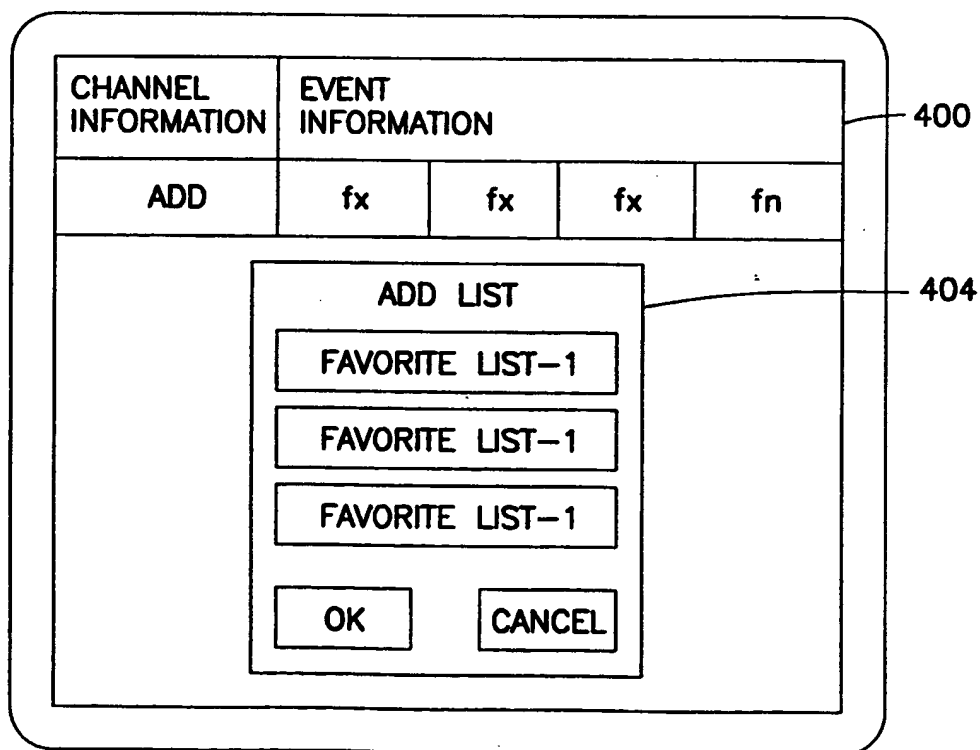 CHANNEL
INFORMATION
EVENT
INFORMATION
400
ADD fx fx fx fn
ADD LIST
404
FAVORITE LIST-1
FAVORITE LIST-1
FAVORITE LIST-1
OK CANCEL